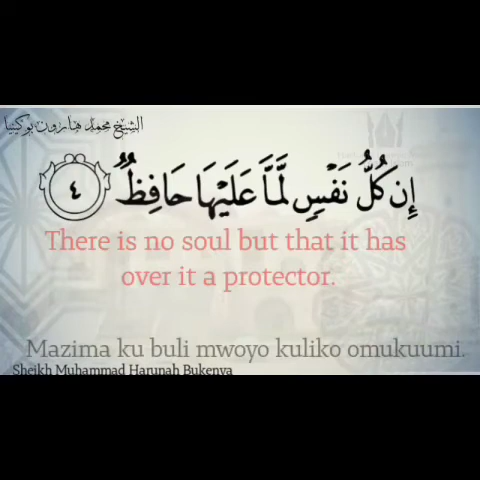 الشيخ محمد هارون بوكينيا
إِن كُلُّ نَفْسٍ لَّمَّا عَلَيْهَا حَافِظٌ ٤
There is no soul but that it has
over it a protector.
Mazima ku buli mwoyo kuliko omukuumi.
Sheikh Muhammad Harunah Bukenya